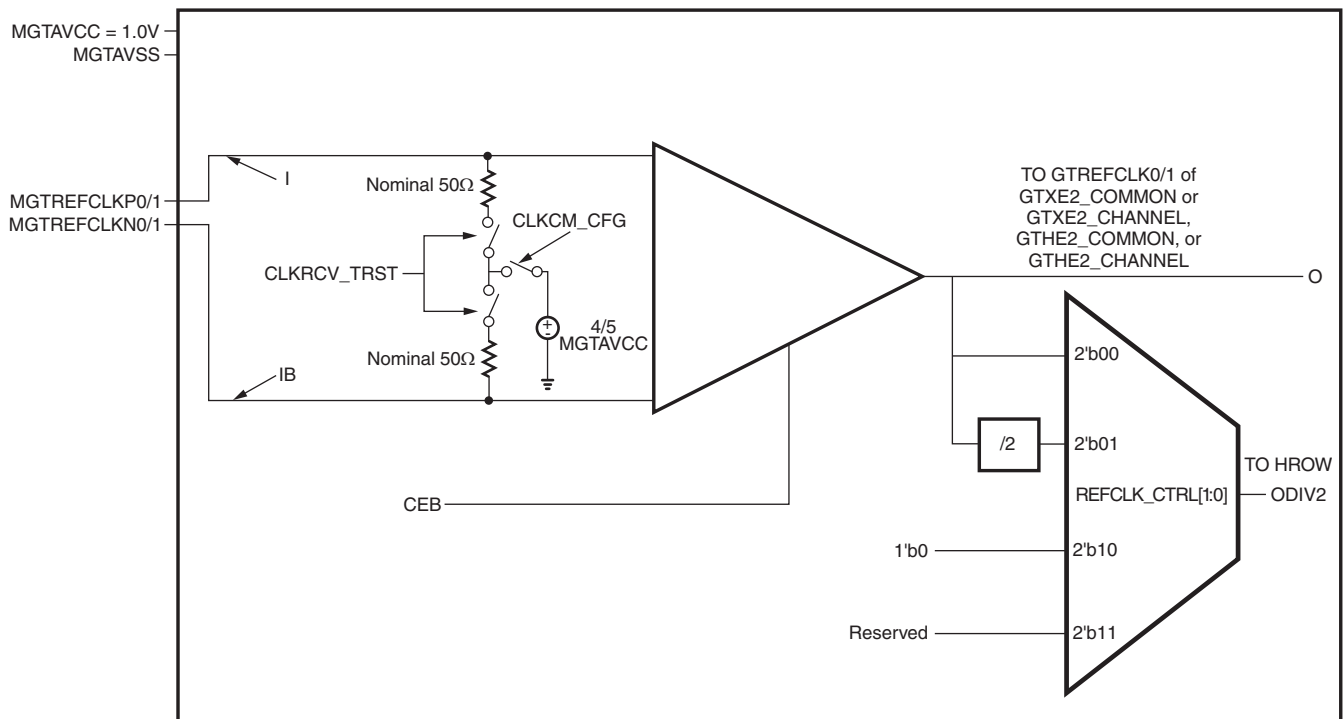 MGTAVCC = 1.0V
MGTAVSS
I
Nominal 50Ω
MGTREFCLKP0/1
MGTREFCLKN0/1
CLKCM_CFG
CLKRCV_TRST
4/5
MGTAVCC
+
-
Nominal 50Ω
IB
TO GTREFCLK0/1 of
GTXE2_COMMON or
GTXE2_CHANNEL,
GTHE2_COMMON, or
GTHE2_CHANNEL
O
2'b00
/2
2'b01
TO HROW
REFCLK_CTRL[1:0]
ODIV2
CEB
1'b0
2'b10
Reserved
2'b11